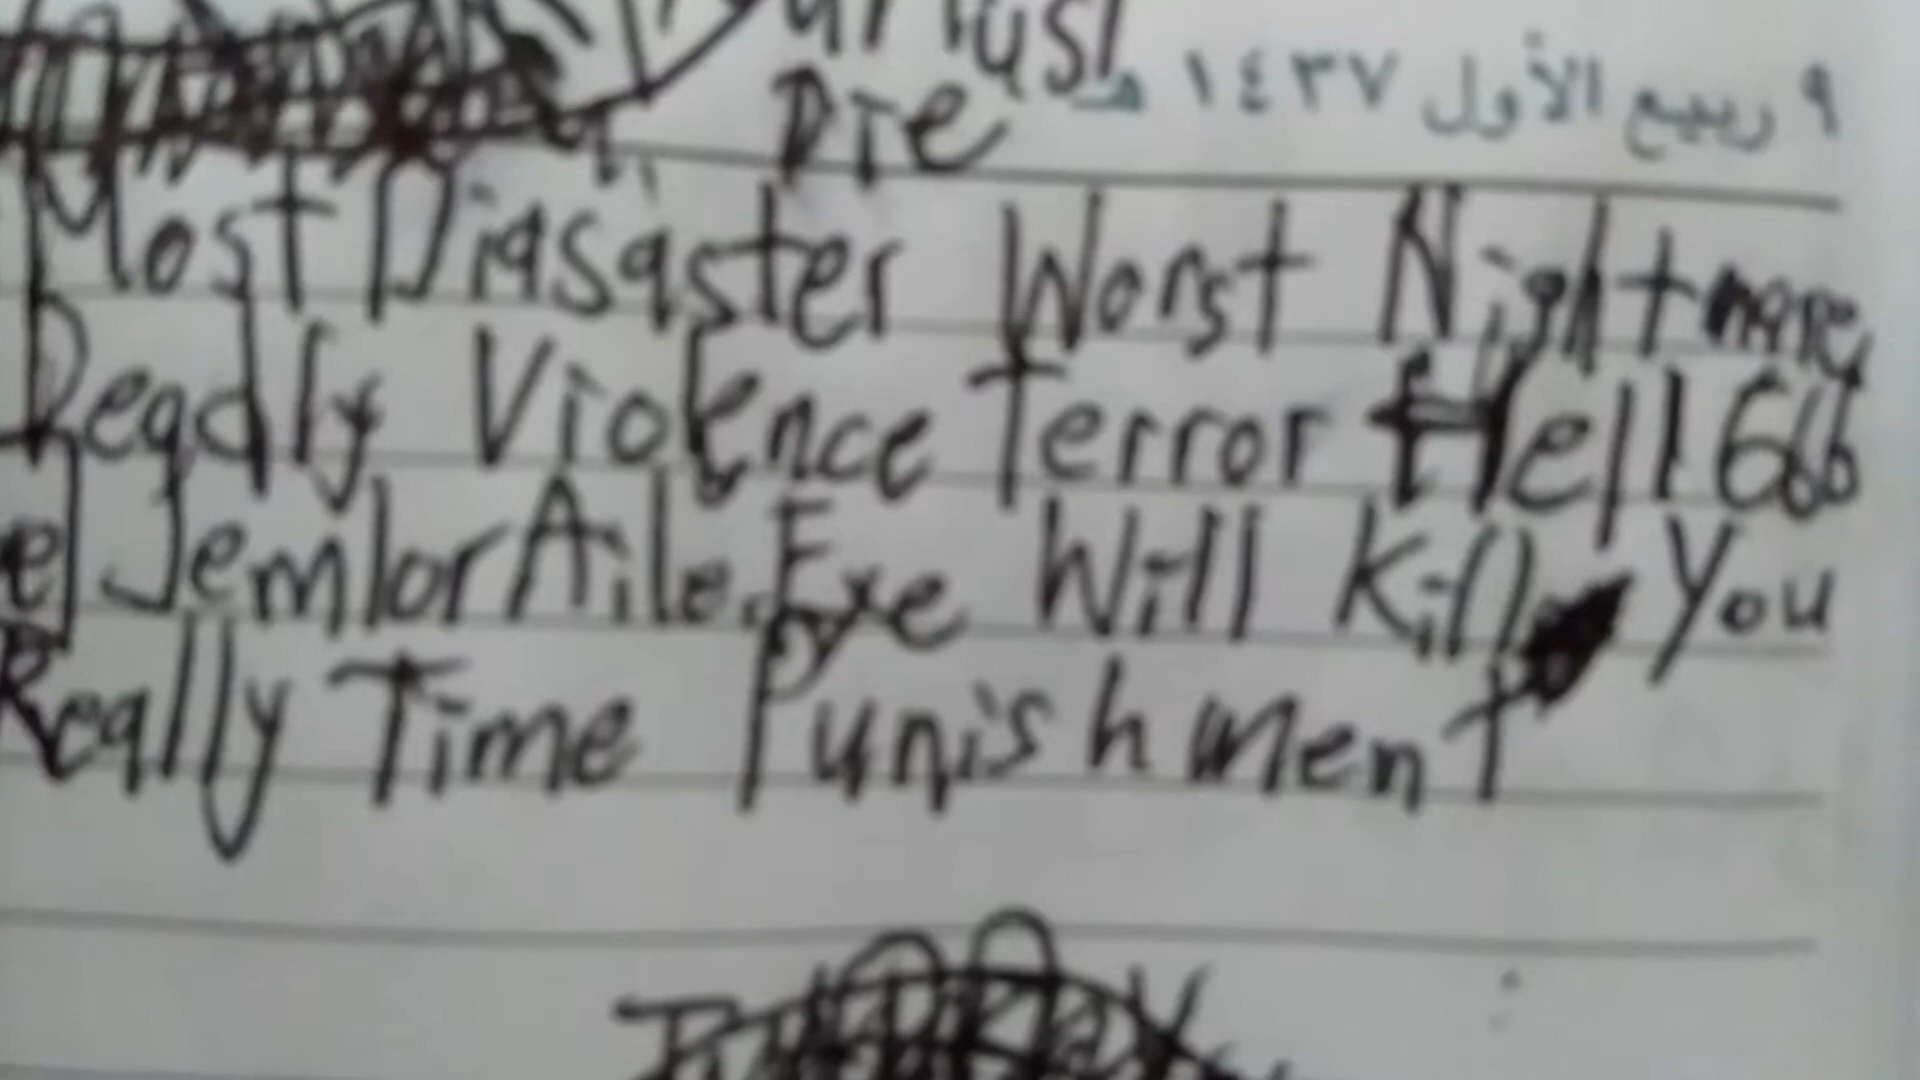 Die
٩ ربيع الأول ١٤٣٧ هـ
Most Diasaster Worst Nightmare
Deadly Violence Terror Hell 666
JemlorAile.Exe Will Kill You
Really Time Punishment